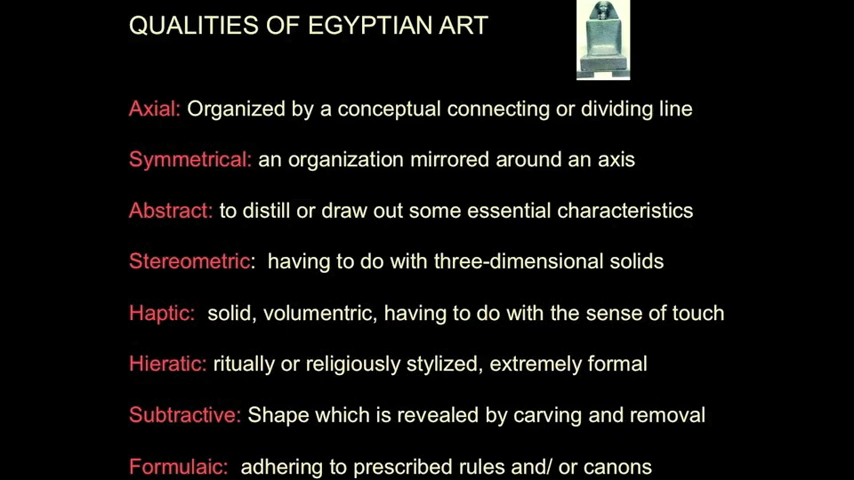 QUALITIES OF EGYPTIAN ART
Axial: Organized by a conceptual connecting or dividing line
Symmetrical: an organization mirrored around an axis
Abstract: to distill or draw out some essential characteristics
Stereometric:  having to do with three-dimensional solids
Haptic:  solid, volumentric, having to do with the sense of touch
Hieratic: ritually or religiously stylized, extremely formal
Subtractive: Shape which is revealed by carving and removal
Formulaic:  adhering to prescribed rules and/ or canons